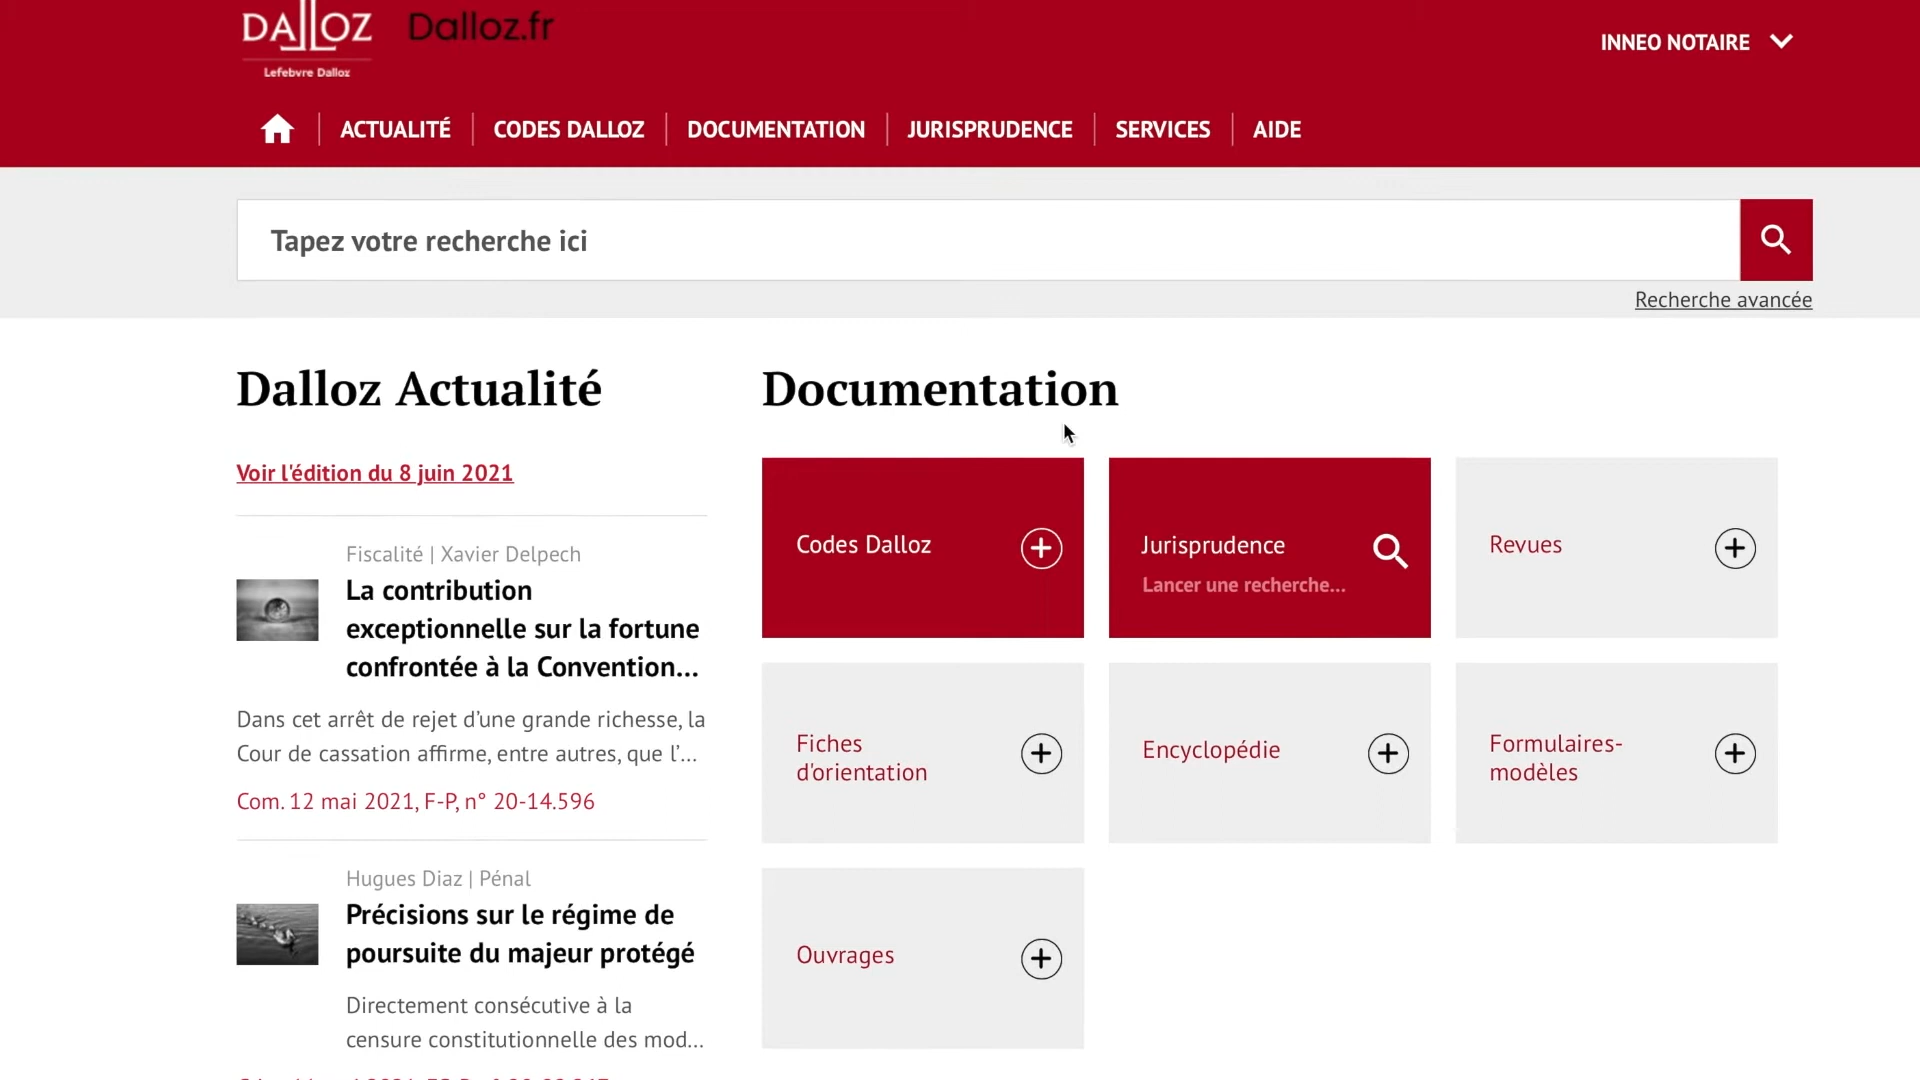 DALLOZ
Lefebvre Dalloz
Dalloz.fr
INNEO NOTAIRE
ACTUALITÉ
CODES DALLOZ
DOCUMENTATION
JURISPRUDENCE
SERVICES
AIDE
Tapez votre recherche ici
Recherche avancée
Dalloz Actualité
Voir l'édition du 8 juin 2021
Fiscalité | Xavier Delpech
La contribution
exceptionnelle sur la fortune
confrontée à la Convention...
Dans cet arrêt de rejet d’une grande richesse, la
Cour de cassation affirme, entre autres, que l’...
Com. 12 mai 2021, F-P, n° 20-14.596
Hugues Diaz | Pénal
Précisions sur le régime de
poursuite du majeur protégé
Directement consécutive à la
censure constitutionnelle des mod...
Documentation
Codes Dalloz
Jurisprudence
Lancer une recherche...
Revues
Fiches
d'orientation
Encyclopédie
Formulaires-
modèles
Ouvrages